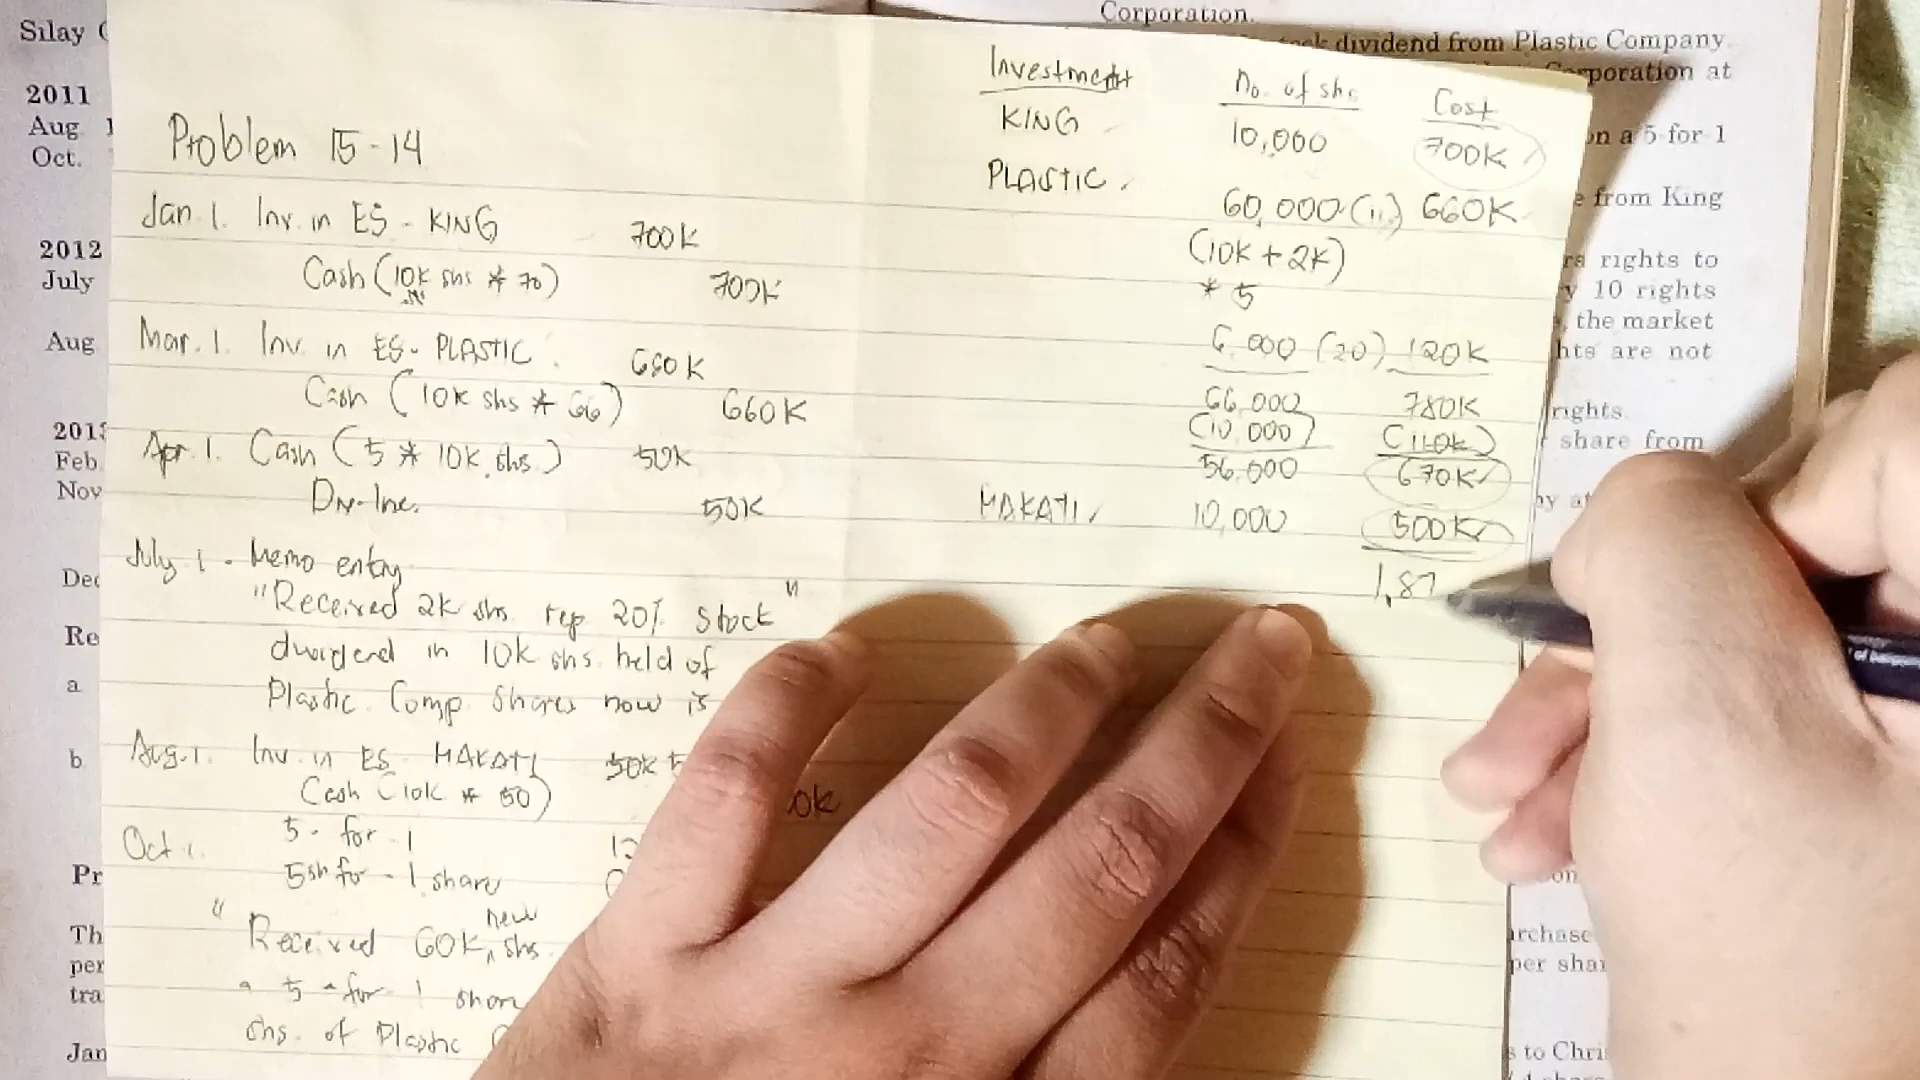 Corporation.
Silay
dividend from Plastic Company.
poration at
2011
Aug 1
Oct.
on a 5-for-1
from King
2012
July
rights to
10 rights
the market
are not
Aug
rights.
share from
Feb
Nov
Dec
Re
a
b
Pr
Th
per
tra
Jan
per shar
s to Chri
Problem 15-14
Jan 1. Inv. in ES - KING 700K
Cash (10K shs * 70) 700K
Mar. 1. Inv. in ES - PLASTIC. 660K
Cash (10K shs * 66) 660K
Apr. 1. Cash (5 * 10K shs) 50K
Div-Inc. 50K
July 1 - Memo entry
"Received 2K shs. rep 20% stock"
dividend in 10K shs. held of
Plastic Comp. Shares now is
Aug. 1. Inv. in ES MAKATI 50K
Cash (10K * 50)
Oct 1. 5-for-1
5sh for - 1 share
"Received 60K new shs.
a 5-for-1 share
shs. of Plastic
Investment No. of shs Cost
KING 10,000 700K
PLASTIC. 60,000 (11) 660K
(10K + 2K)
* 5
6,000 (20) 120K
66,000 780K
(10,000) (110K)
56,000 670K
MAKATI 10,000 500K
1,87